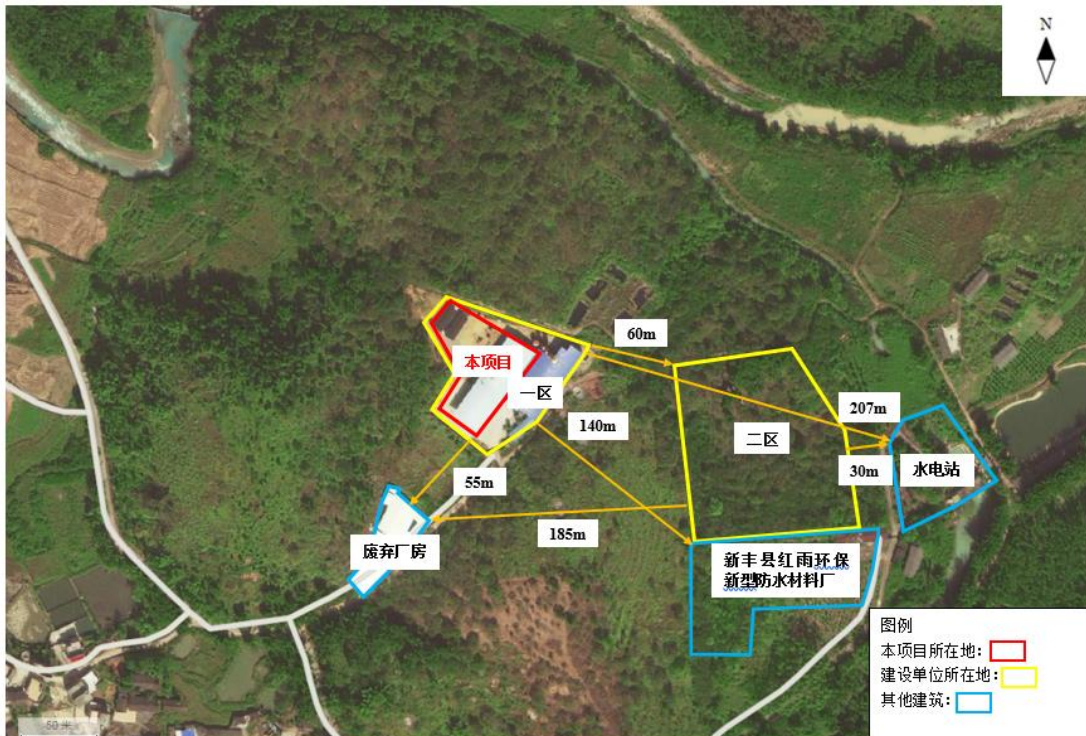 N
60m
本项目
一区
140m
207m
二区
30m
水电站
55m
185m
废弃厂房
新丰县红雨环保
新型防水材料厂
图例
本项目所在地：
建设单位所在地：
其他建筑：
50 米